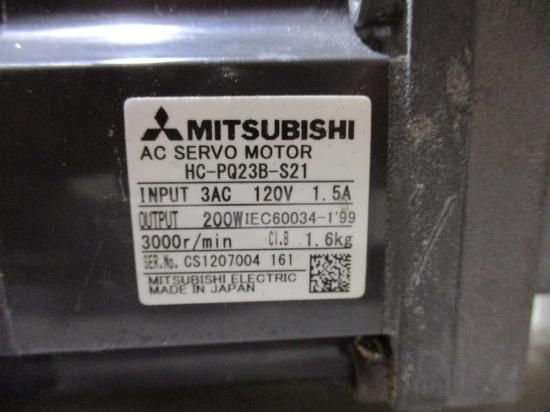 MITSUBISHI
AC SERVO MOTOR
HC-PQ23B-S21
INPUT 3AC 120V 1.5A
OUTPUT 200W IEC60034-1'99
3000r/min CI.B 1.6kg
SER.No. CS1207004 161
MITSUBISHI ELECTRIC
MADE IN JAPAN